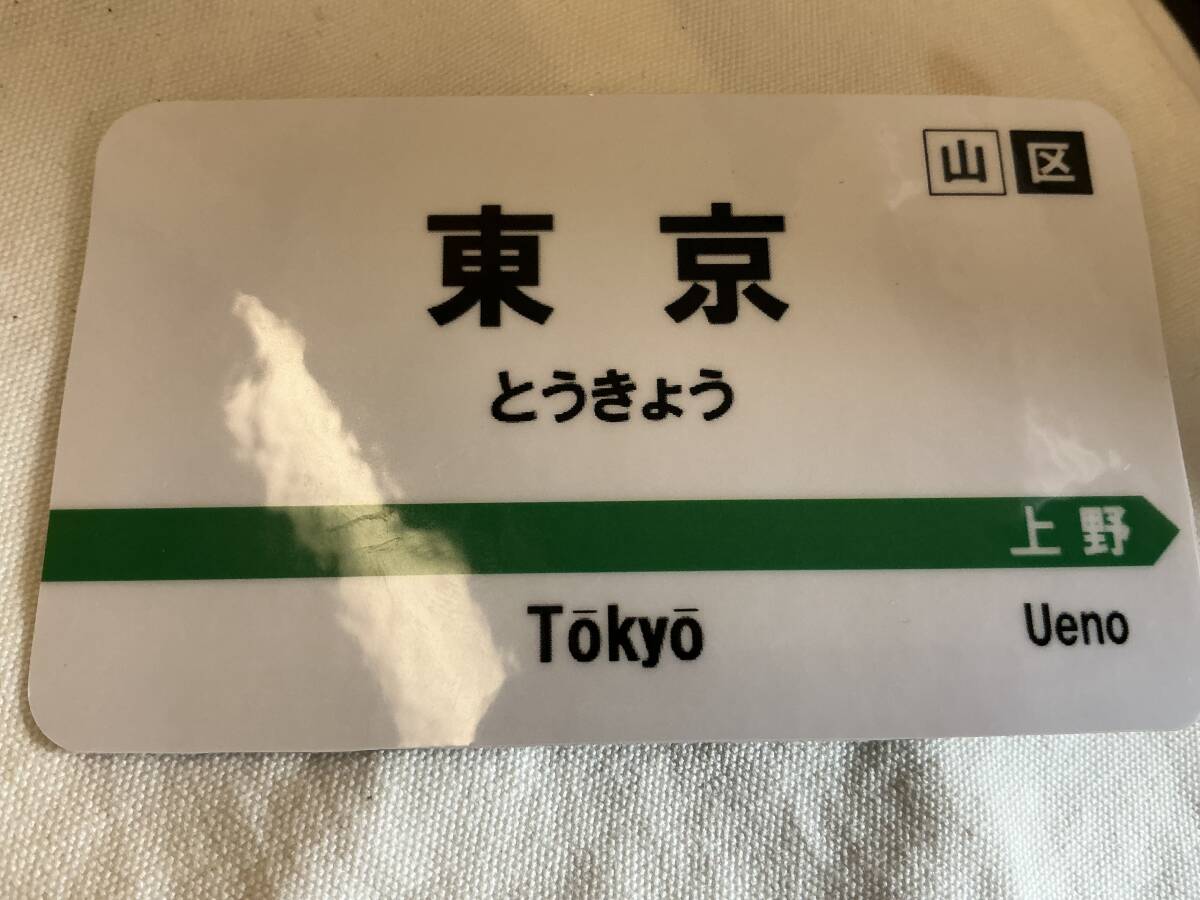 山 区
東京
とうきょう
上野
Tōkyō Ueno